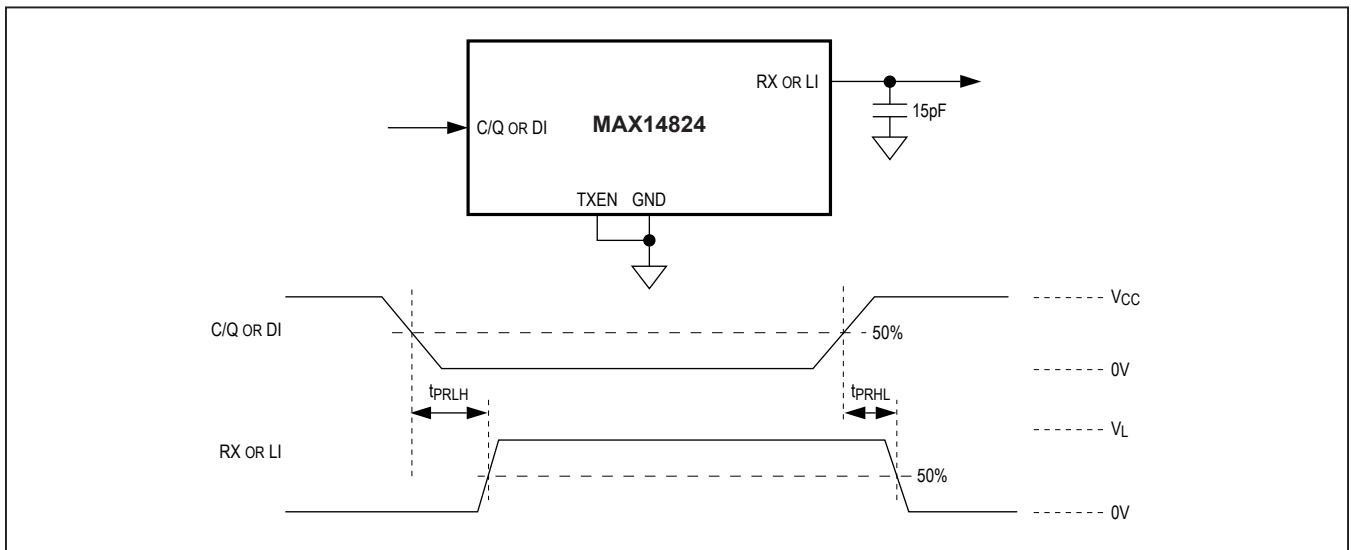 RX OR LI
15pF
C/Q OR DI
MAX14824
TXEN GND
VCC
C/Q OR DI
50%
0V
tPRLH
tPRHL
VL
RX OR LI
50%
0V